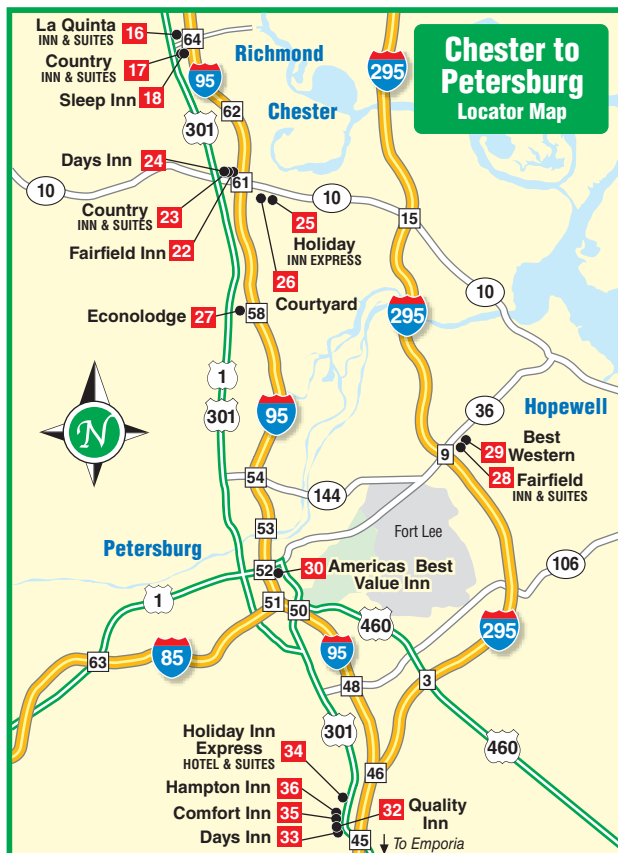 Chester to
Petersburg
Locator Map
La Quinta 16
INN & SUITES
Country 17
INN & SUITES
Sleep Inn 18
64
Richmond
95
295
301
62
Chester
Days Inn 24
61
10
10
15
Country 23
INN & SUITES
Fairfield Inn 22
25
Holiday
INN EXPRESS
26
Courtyard
10
Econolodge 27
58
295
1
301
N
95
36
Hopewell
9
29 Best
Western
28 Fairfield
INN & SUITES
54
144
53
Fort Lee
Petersburg
52
30 Americas Best
Value Inn
106
1
51
50
460
295
63
85
95
48
3
301
460
Holiday Inn
Express 34
HOTEL & SUITES
46
Hampton Inn 36
Comfort Inn 35
32 Quality
Inn
Days Inn 33
45
To Emporia